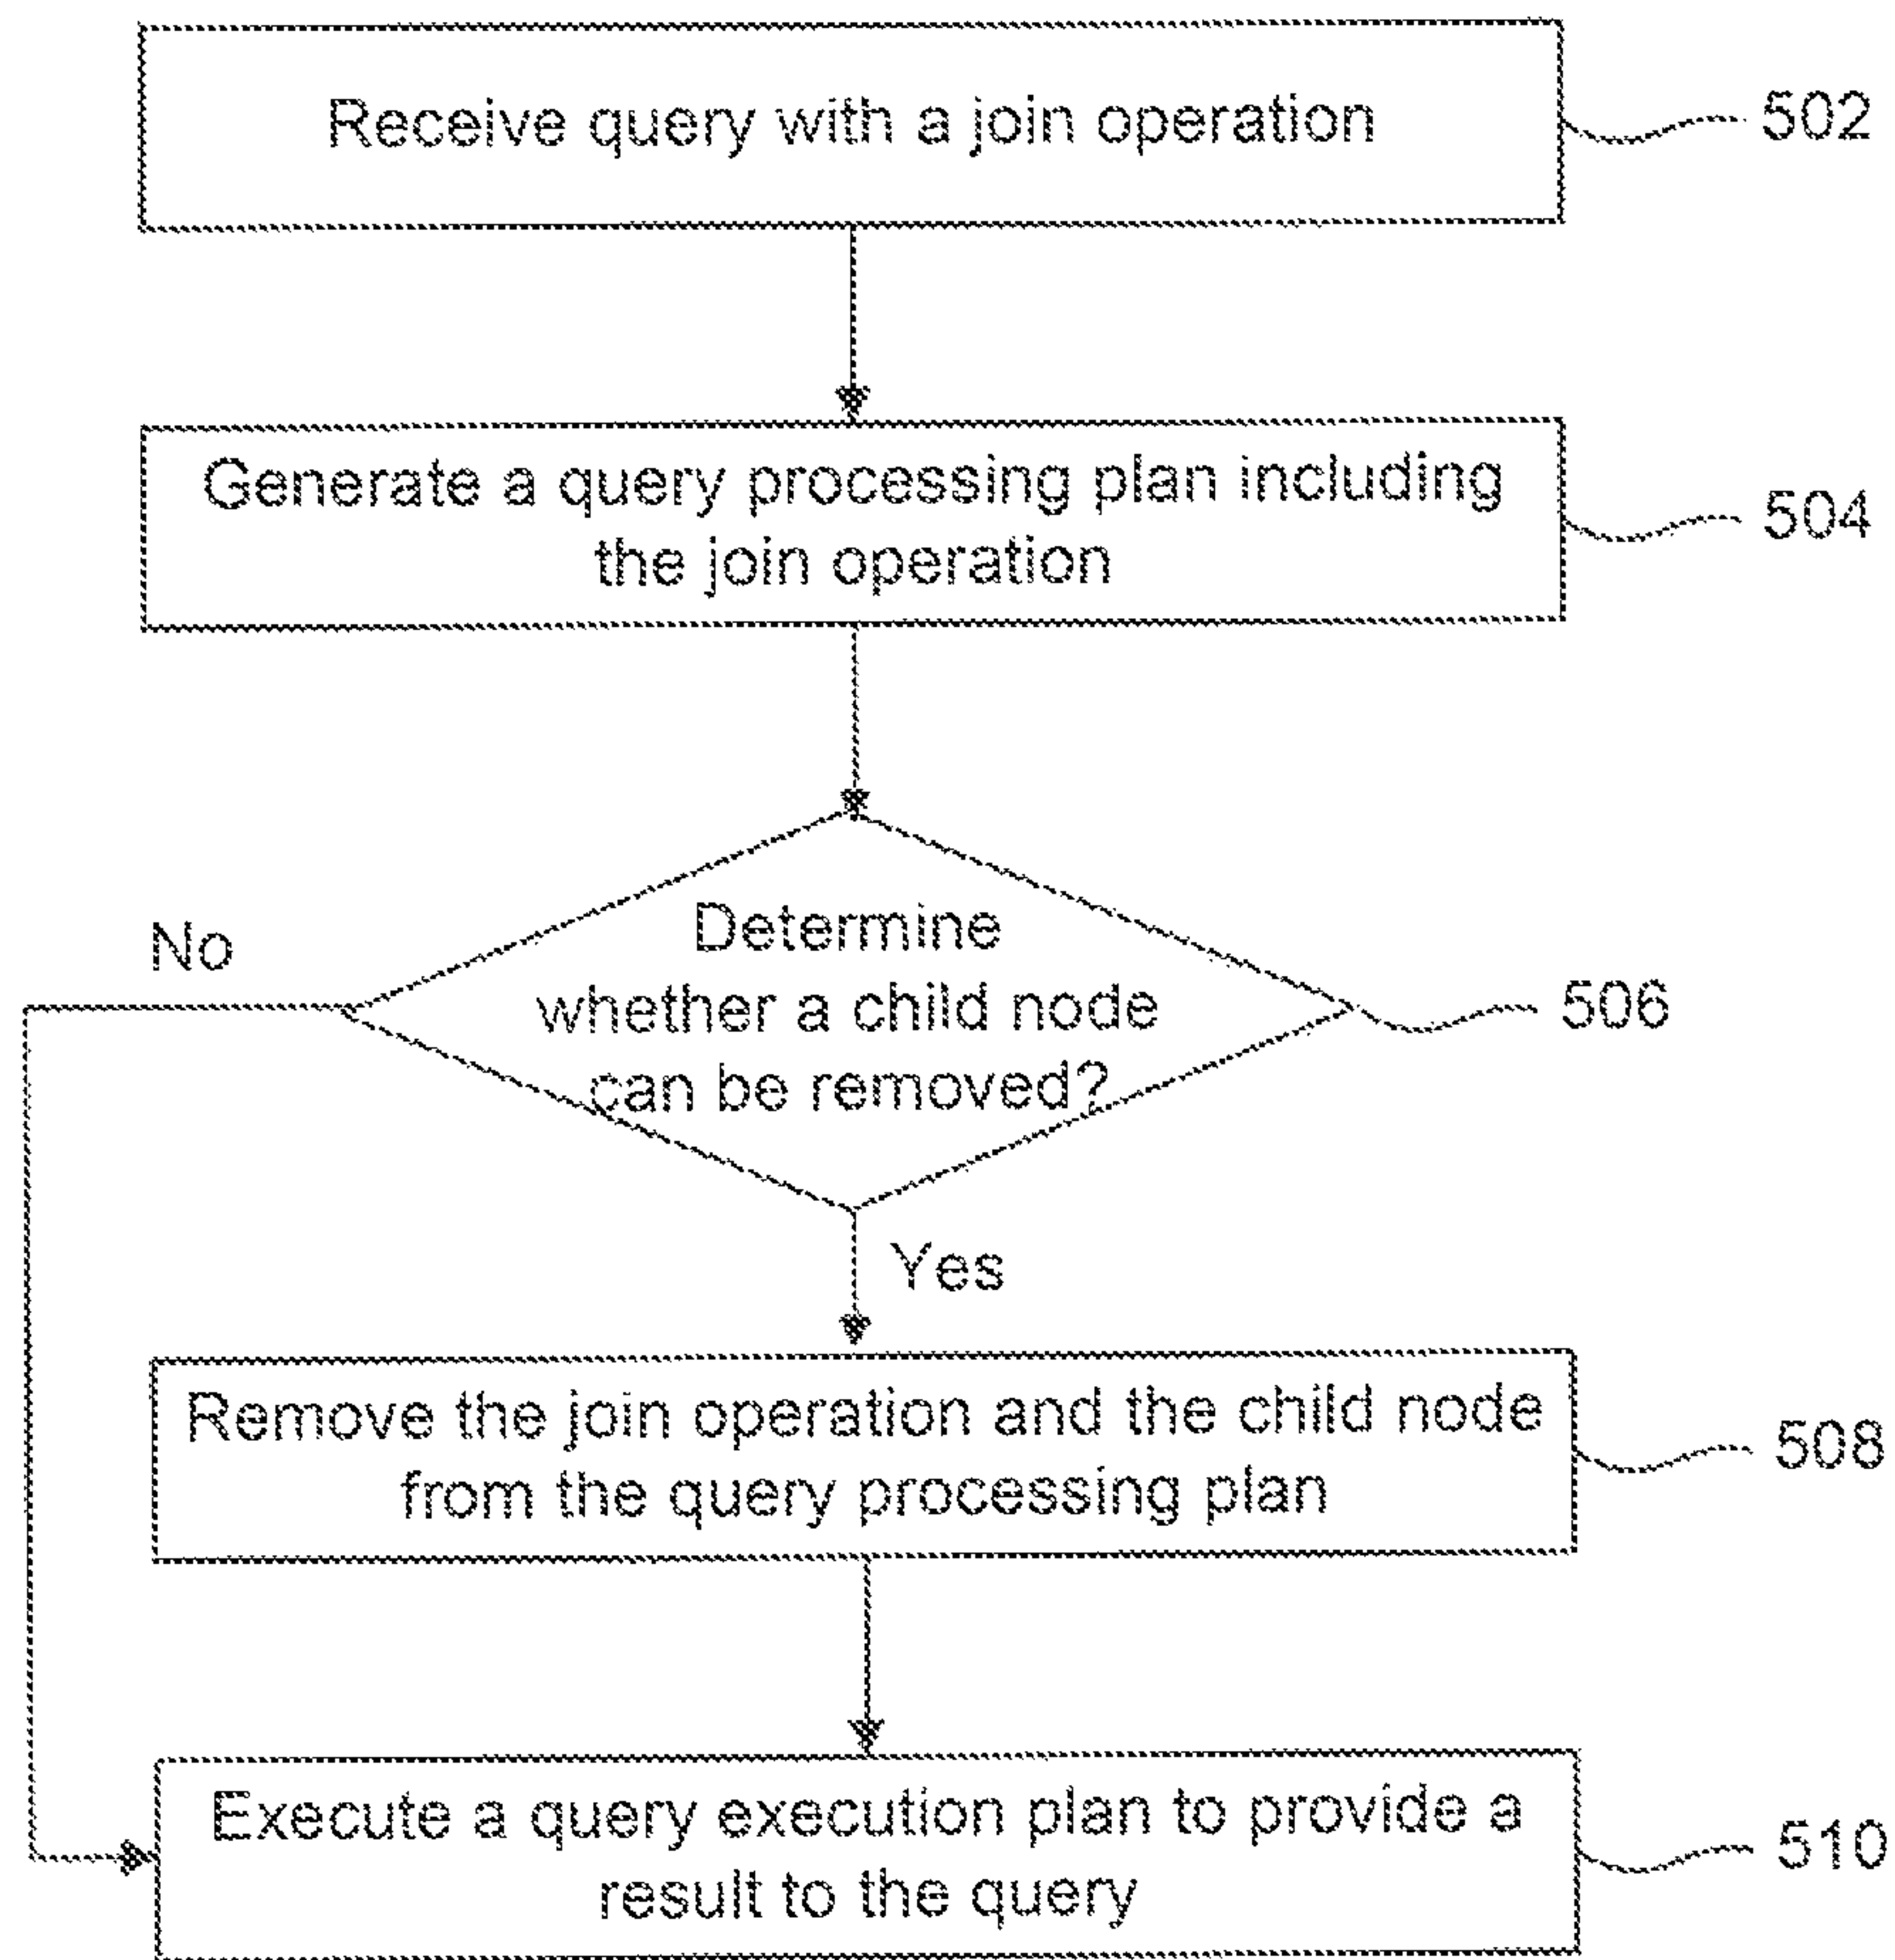 Receive query with a join operation
502
Generate a query processing plan including
the join operation
504
Determine
whether a child node
can be removed?
506
No
Yes
Remove the join operation and the child node
from the query processing plan
508
Execute a query execution plan to provide a
result to the query
510